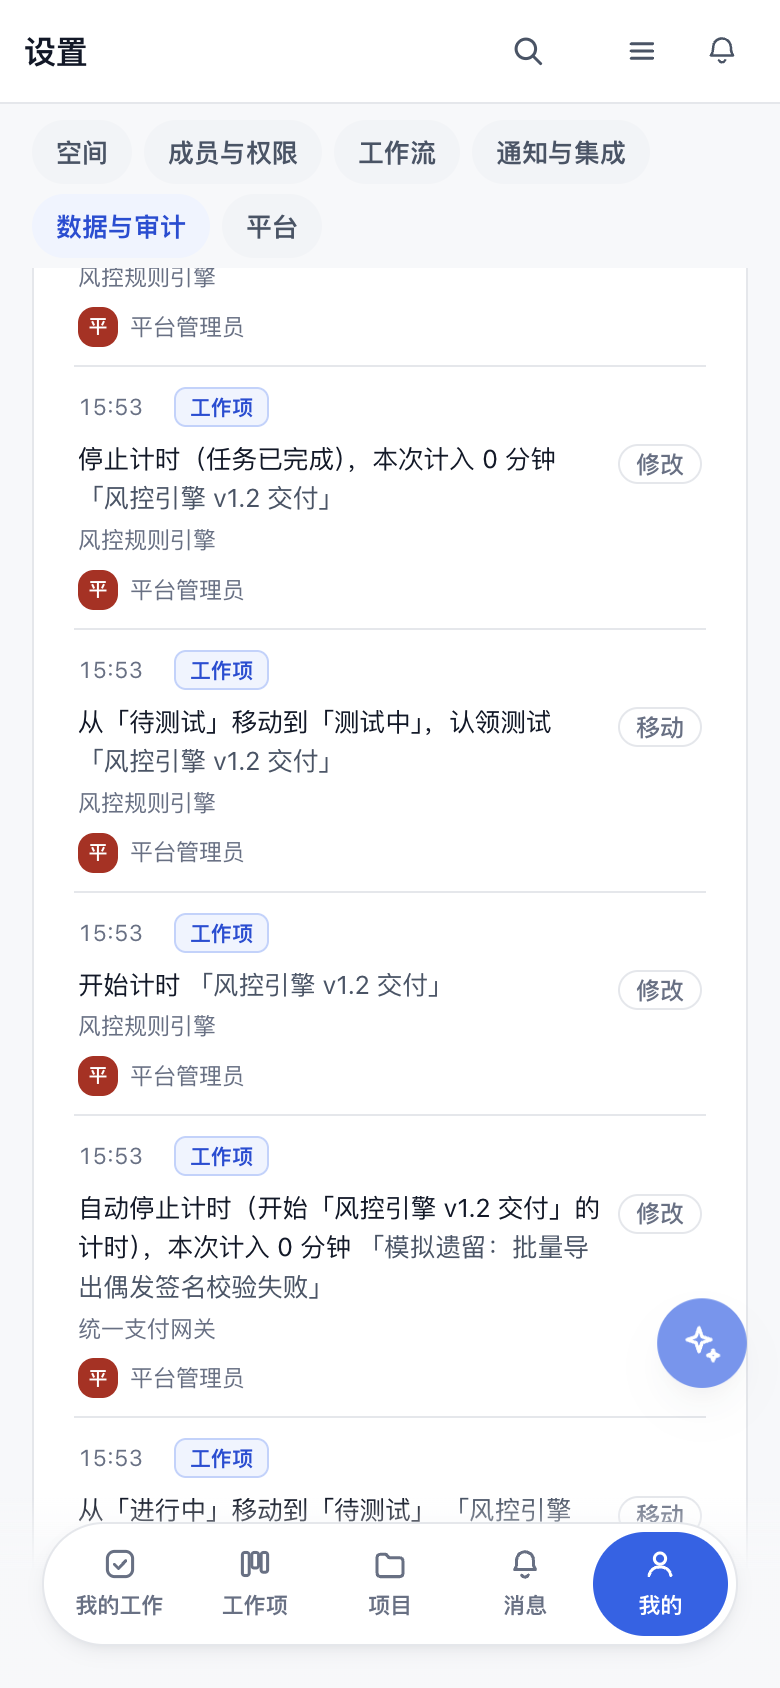 设置
空间
成员与权限
工作流
通知与集成
数据与审计
平台
风控规则引擎
平 平台管理员
15:53 工作项
停止计时（任务已完成），本次计入 0 分钟
「风控引擎 v1.2 交付」
修改
风控规则引擎
平 平台管理员
15:53 工作项
从「待测试」移动到「测试中」，认领测试
「风控引擎 v1.2 交付」
移动
风控规则引擎
平 平台管理员
15:53 工作项
开始计时 「风控引擎 v1.2 交付」
修改
风控规则引擎
平 平台管理员
15:53 工作项
自动停止计时（开始「风控引擎 v1.2 交付」的
计时），本次计入 0 分钟 「模拟遗留：批量导
出偶发签名校验失败」
修改
统一支付网关
平 平台管理员
15:53 工作项
从「进行中」移动到「待测试」 「风控引擎
移动
我的工作
工作项
项目
消息
我的